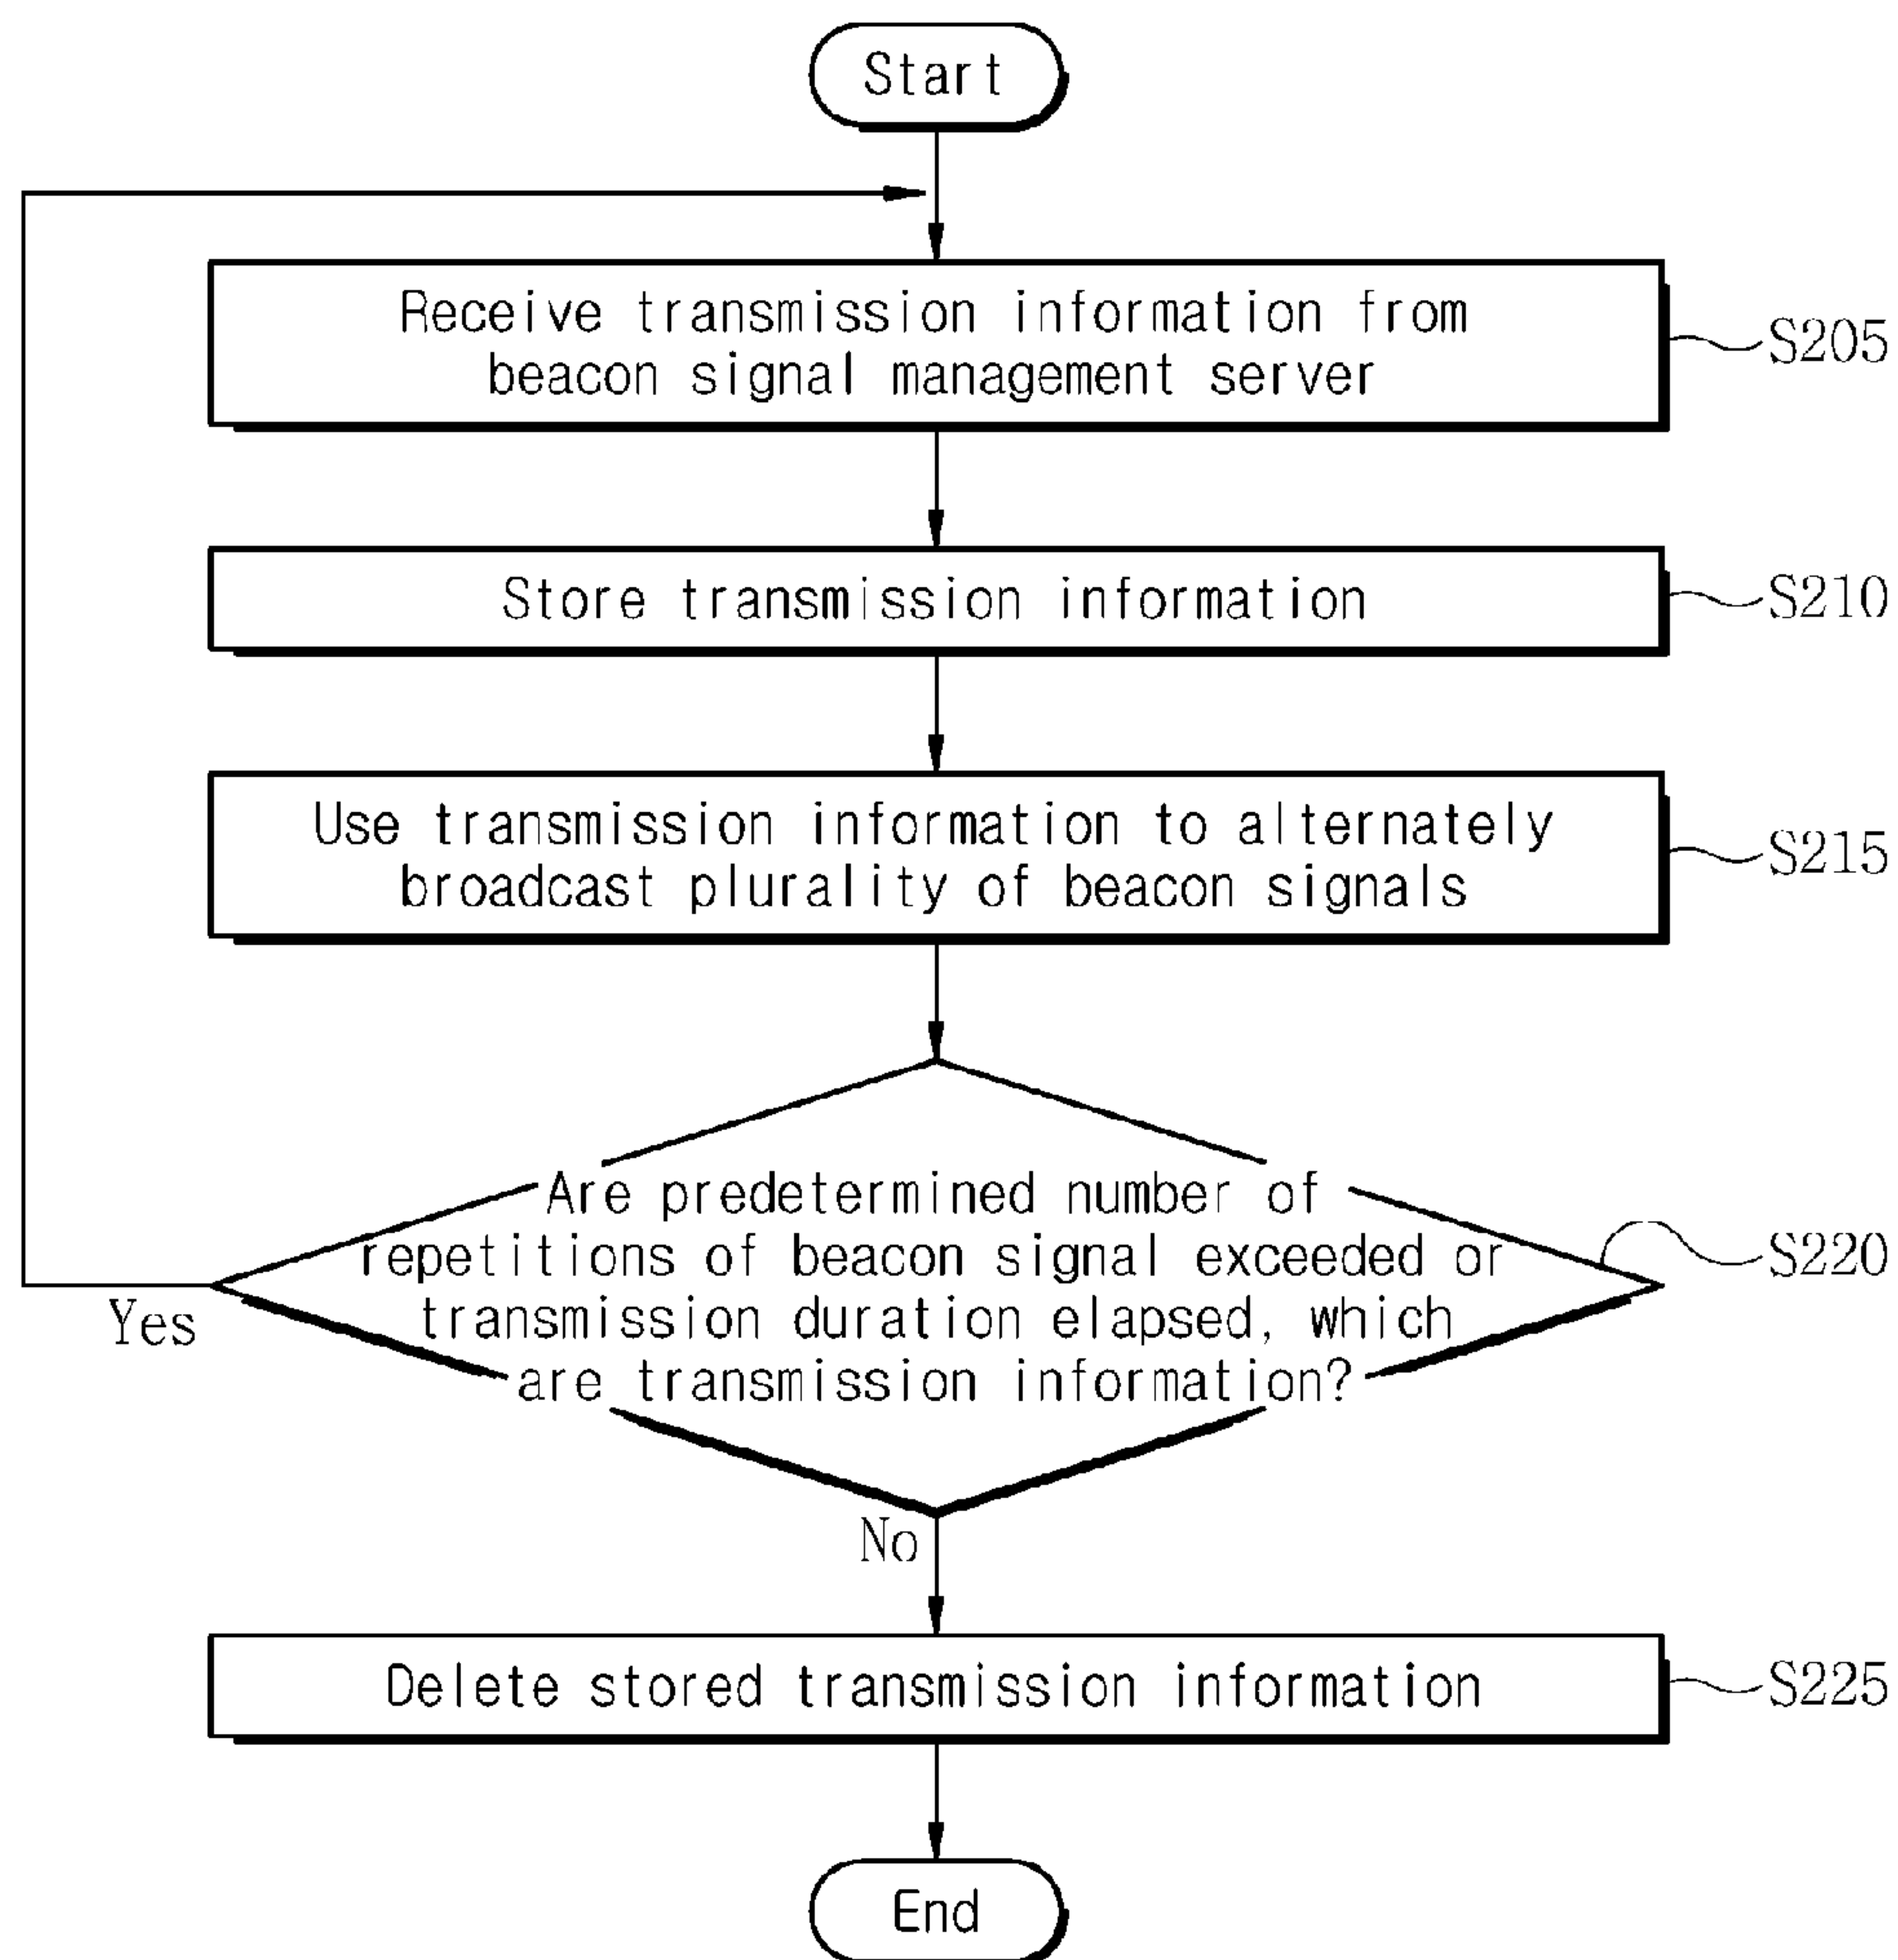 Start
Receive transmission information from
beacon signal management server
S205
Store transmission information
S210
Use transmission information to alternately
broadcast plurality of beacon signals
S215
Are predetermined number of
repetitions of beacon signal exceeded or
transmission duration elapsed, which
are transmission information?
S220
Yes
No
Delete stored transmission information
S225
End